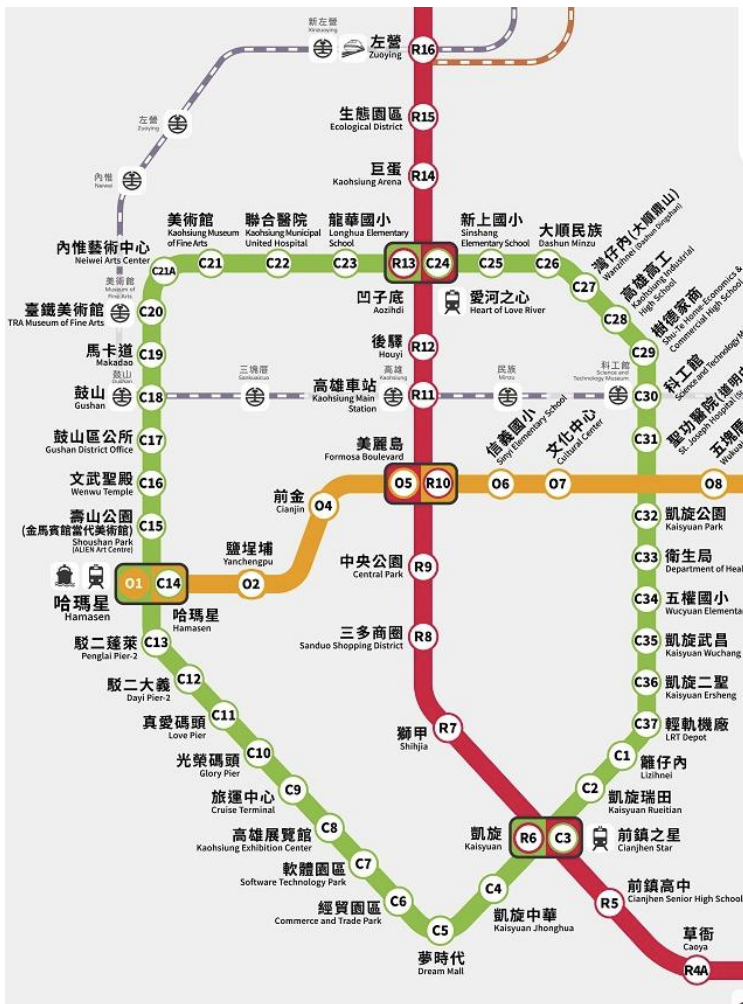 新左營
Xinzuoying
左營
Zuoying
R16
左營
Zuoying
生態園區
Ecological District
R15
內惟
Neiwei
巨蛋
Kaohsiung Arena
R14
美術館
Kaohsiung Museum
of Fine Arts
聯合醫院
Kaohsiung Municipal
United Hospital
龍華國小
Longhua Elementary
School
新上國小
Sinshang
Elementary School
大順民族
Dashun Minzu
灣仔內(大順鼎山)
Wanzihnei (Dashun Dingshan)
高雄高工
Kaohsiung Industrial
High School
樹德家商
Shu-Te Home-Economics &
Commercial High School
內惟藝術中心
Neiwei Arts Center
C21A
C21
C22
C23
R13
C24
C25
C26
C27
C28
C29
美術館
Museum of
Fine Arts
凹子底
Aozihdi
愛河之心
Heart of Love River
臺鐵美術館
TRA Museum of Fine Arts
C20
馬卡道
Makadao
C19
後驛
Houyi
R12
鼓山
Gushan
三塊厝
Sankuaicuo
高雄
Kaohsiung
民族
Minzu
科工館
Science and
Technology Museum
科工館
鼓山
Gushan
C18
高雄車站
Kaohsiung Main
Station
R11
C30
鼓山區公所
Gushan District Office
C17
美麗島
Formosa Boulevard
信義國小
Sinyi Elementary School
文化中心
Cultural Center
C31
文武聖殿
Wenwu Temple
C16
前金
Cianjin
O4
O5
R10
O6
O7
O8
壽山公園
(金馬賓館當代美術館)
Shoushan Park
(ALIEN Art Centre)
C15
C32
凱旋公園
Kaisyuan Park
鹽埕埔
Yanchengpu
中央公園
Central Park
R9
C33
衛生局
O1
C14
O2
哈瑪星
Hamasen
哈瑪星
Hamasen
C34
五權國小
駁二蓬萊
Penglai Pier-2
C13
三多商圈
Sanduo Shopping District
R8
C35
凱旋武昌
Kaisyuan Wuchang
駁二大義
Dayi Pier-2
C12
C36
凱旋二聖
Kaisyuan Ersheng
真愛碼頭
Love Pier
C11
獅甲
Shihjia
R7
C37
輕軌機廠
LRT Depot
光榮碼頭
Glory Pier
C10
C1
籬仔內
Lizihnei
旅運中心
Cruise Terminal
C9
C2
凱旋瑞田
Kaisyuan Rueitian
高雄展覽館
Kaohsiung Exhibition Center
C8
凱旋
Kaisyuan
R6
C3
前鎮之星
Cianjhen Star
軟體園區
Software Technology Park
C7
C4
凱旋中華
Kaisyuan Jhonghua
R5
前鎮高中
Cianjhen Senior High School
經貿園區
Commerce and Trade Park
C6
C5
夢時代
Dream Mall
草衙
Caoya
R4A